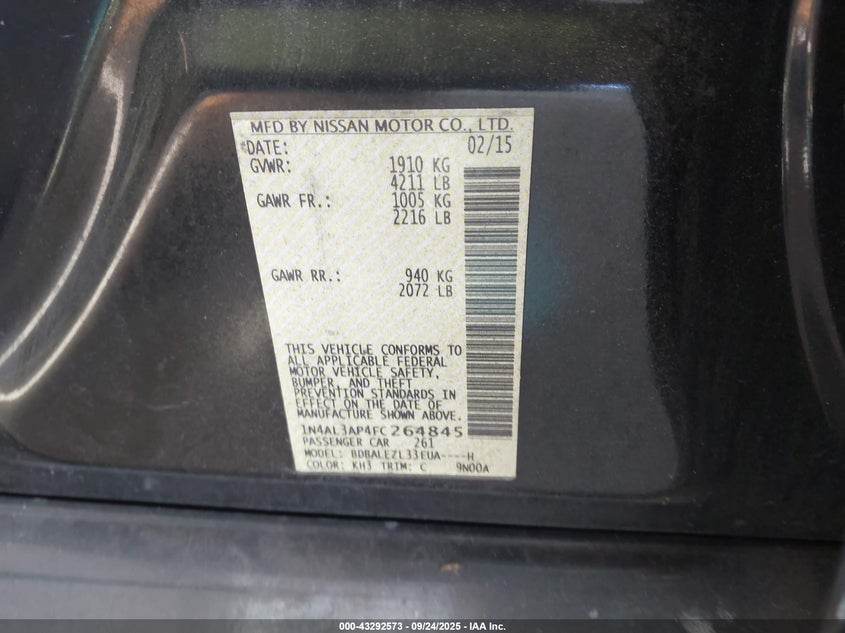 MFD BY NISSAN MOTOR CO., LTD.
*DATE: 02/15
GVWR: 1910 KG
4211 LB
GAWR FR.: 1005 KG
2216 LB
GAWR RR.: 940 KG
2072 LB
THIS VEHICLE CONFORMS TO
ALL APPLICABLE FEDERAL
MOTOR VEHICLE SAFETY,
BUMPER, AND THEFT
PREVENTION STANDARDS IN
EFFECT ON THE DATE OF
MANUFACTURE SHOWN ABOVE.
1N4AL3AP4FC264845
PASSENGER CAR 261
MODEL: BDBALEZL33EUA----H
COLOR: KH3 TRIM: C 9N00A
000-43292573 - 09/24/2025 - IAA Inc.